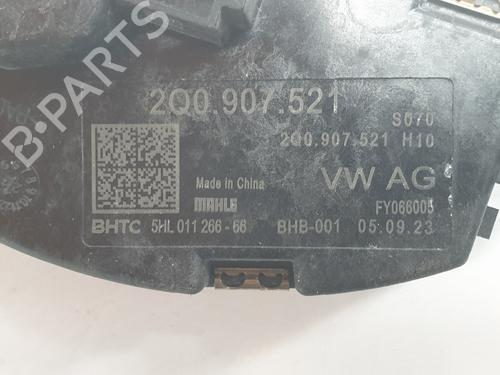 B-PARTS
2Q0.907.521
S070
2Q0.907.521 H10
Made in China
VW AG
MAHLE
FY066005
BHTC 5HL 011 266-66 BHB-001 05.09.23